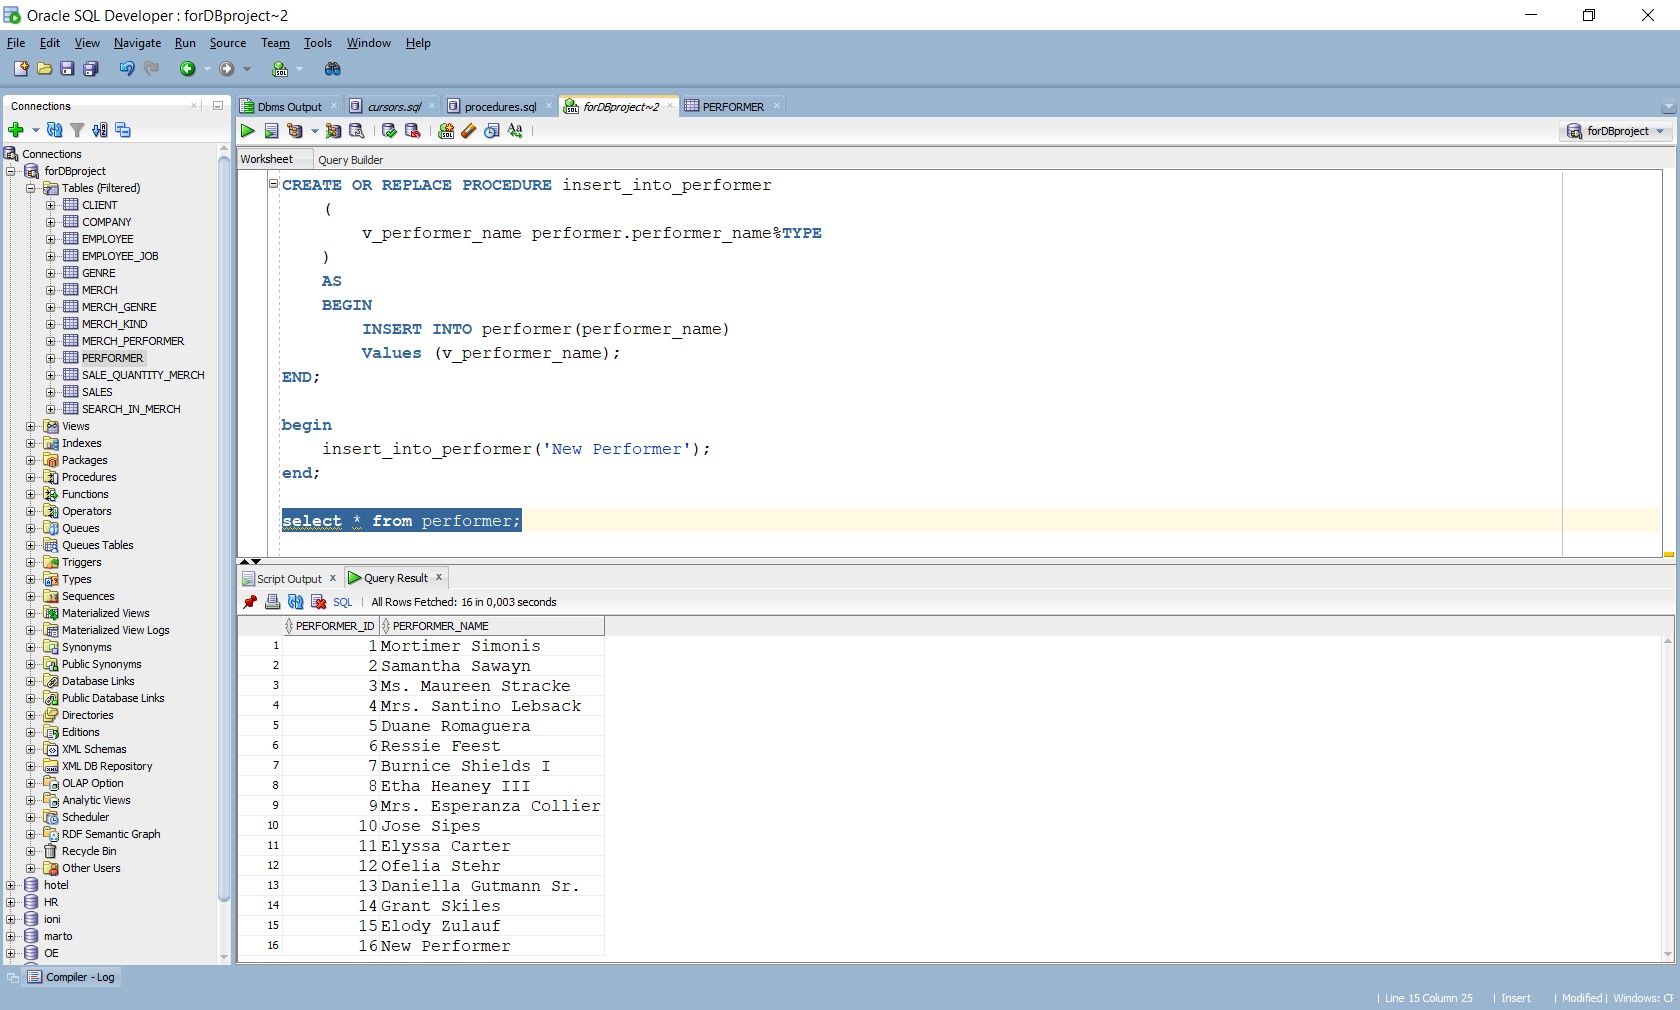 Oracle SQL Developer : forDBproject~2
File Edit View Navigate Run Source Team Tools Window Help
Connections
Connections
forDBproject
Tables (Filtered)
CLIENT
COMPANY
EMPLOYEE
EMPLOYEE_JOB
GENRE
MERCH
MERCH_GENRE
MERCH_KIND
MERCH_PERFORMER
PERFORMER
SALE_QUANTITY_MERCH
SALES
SEARCH_IN_MERCH
Views
Indexes
Packages
Procedures
Functions
Operators
Queues
Queues Tables
Triggers
Types
Sequences
Materialized Views
Materialized View Logs
Synonyms
Public Synonyms
Database Links
Public Database Links
Directories
Editions
XML Schemas
XML DB Repository
OLAP Option
Analytic Views
Scheduler
RDF Semantic Graph
Recycle Bin
Other Users
hotel
HR
ioni
marto
OE
Dbms Output cursors.sql procedures.sql forDBproject~2 PERFORMER
forDBproject
Worksheet Query Builder
CREATE OR REPLACE PROCEDURE insert_into_performer
(
v_performer_name performer.performer_name%TYPE
)
AS
BEGIN
INSERT INTO performer(performer_name)
Values (v_performer_name);
END;
begin
insert_into_performer('New Performer');
end;
select * from performer;
Script Output x Query Result x
SQL | All Rows Fetched: 16 in 0,003 seconds
PERFORMER_ID PERFORMER_NAME
1 1 Mortimer Simonis
2 2 Samantha Sawayn
3 3 Ms. Maureen Stracke
4 4 Mrs. Santino Lebsack
5 5 Duane Romaguera
6 6 Ressie Feest
7 7 Burnice Shields I
8 8 Etha Heaney III
9 9 Mrs. Esperanza Collier
10 10 Jose Sipes
11 11 Elyssa Carter
12 12 Ofelia Stehr
13 13 Daniella Gutmann Sr.
14 14 Grant Skiles
15 15 Elody Zulauf
16 16 New Performer
Compiler - Log
| Line 15 Column 25 | Insert | Modified | Windows: CF